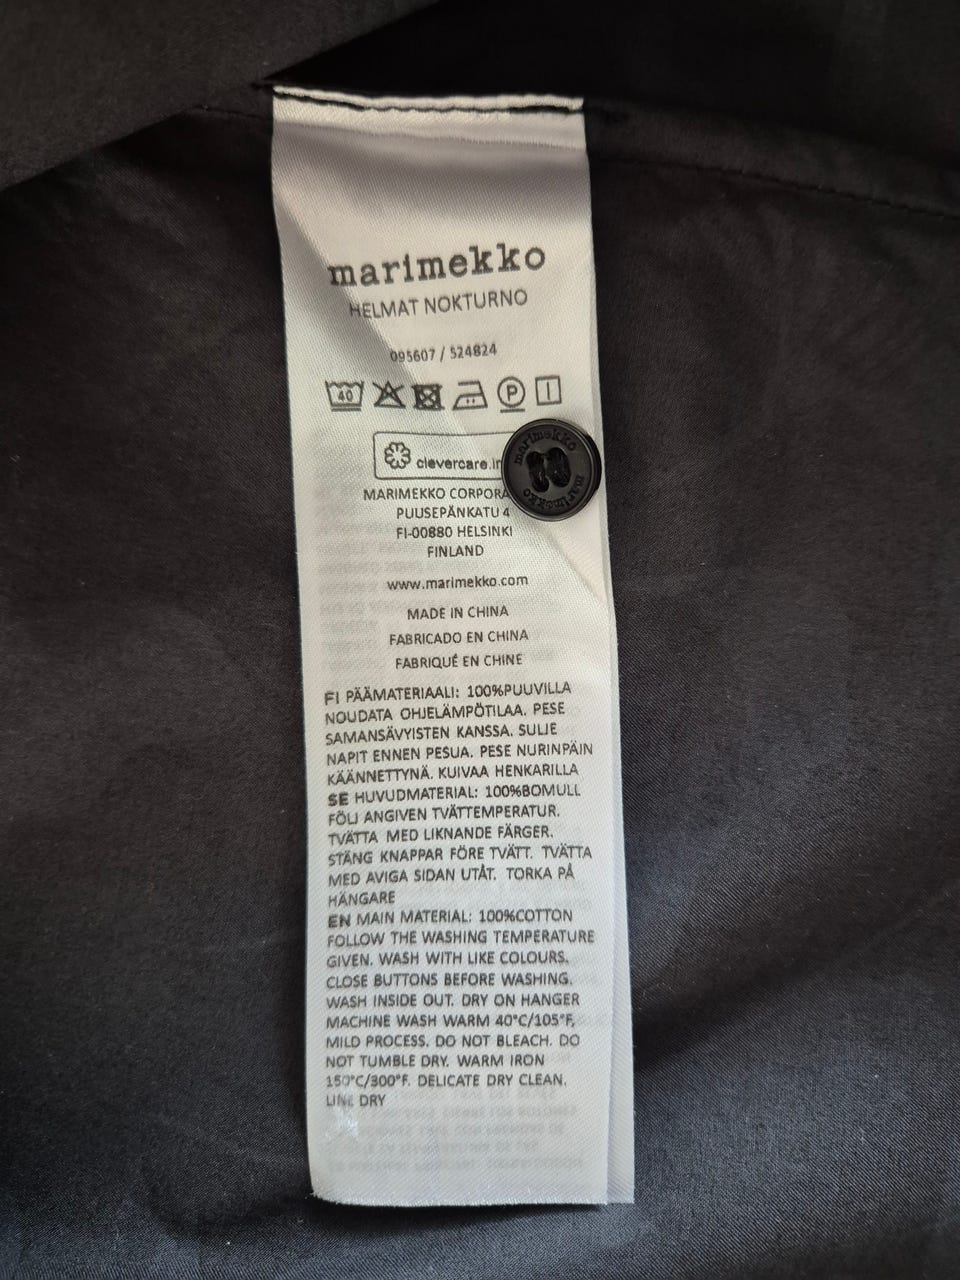 marimekko
HELMAT NOKTURNO
095607 / 524824
40 P
clevercare.in
marimekko
marimekko
MARIMEKKO CORPORA
PUUSEPÄNKATU 4
FI-00880 HELSINKI
FINLAND
www.marimekko.com
MADE IN CHINA
FABRICADO EN CHINA
FABRIQUÉ EN CHINE
FI PÄÄMATERIAALI: 100%PUUVILLA
NOUDATA OHJELÄMPÖTILAA. PESE
SAMANSÄVYISTEN KANSSA. SULJE
NAPIT ENNEN PESUA. PESE NURINPÄIN
KÄÄNNETTYNÄ. KUIVAA HENKARILLA
SE HUVUDMATERIAL: 100%BOMULL
FÖLJ ANGIVEN TVÄTTEMPERATUR.
TVÄTTA MED LIKNANDE FÄRGER.
STÄNG KNAPPAR FÖRE TVÄTT. TVÄTTA
MED AVIGA SIDAN UTÅT. TORKA PÅ
HÄNGARE
EN MAIN MATERIAL: 100%COTTON
FOLLOW THE WASHING TEMPERATURE
GIVEN. WASH WITH LIKE COLOURS.
CLOSE BUTTONS BEFORE WASHING.
WASH INSIDE OUT. DRY ON HANGER
MACHINE WASH WARM 40°C/105°F,
MILD PROCESS. DO NOT BLEACH. DO
NOT TUMBLE DRY. WARM IRON
150°C/300°F. DELICATE DRY CLEAN.
LINE DRY